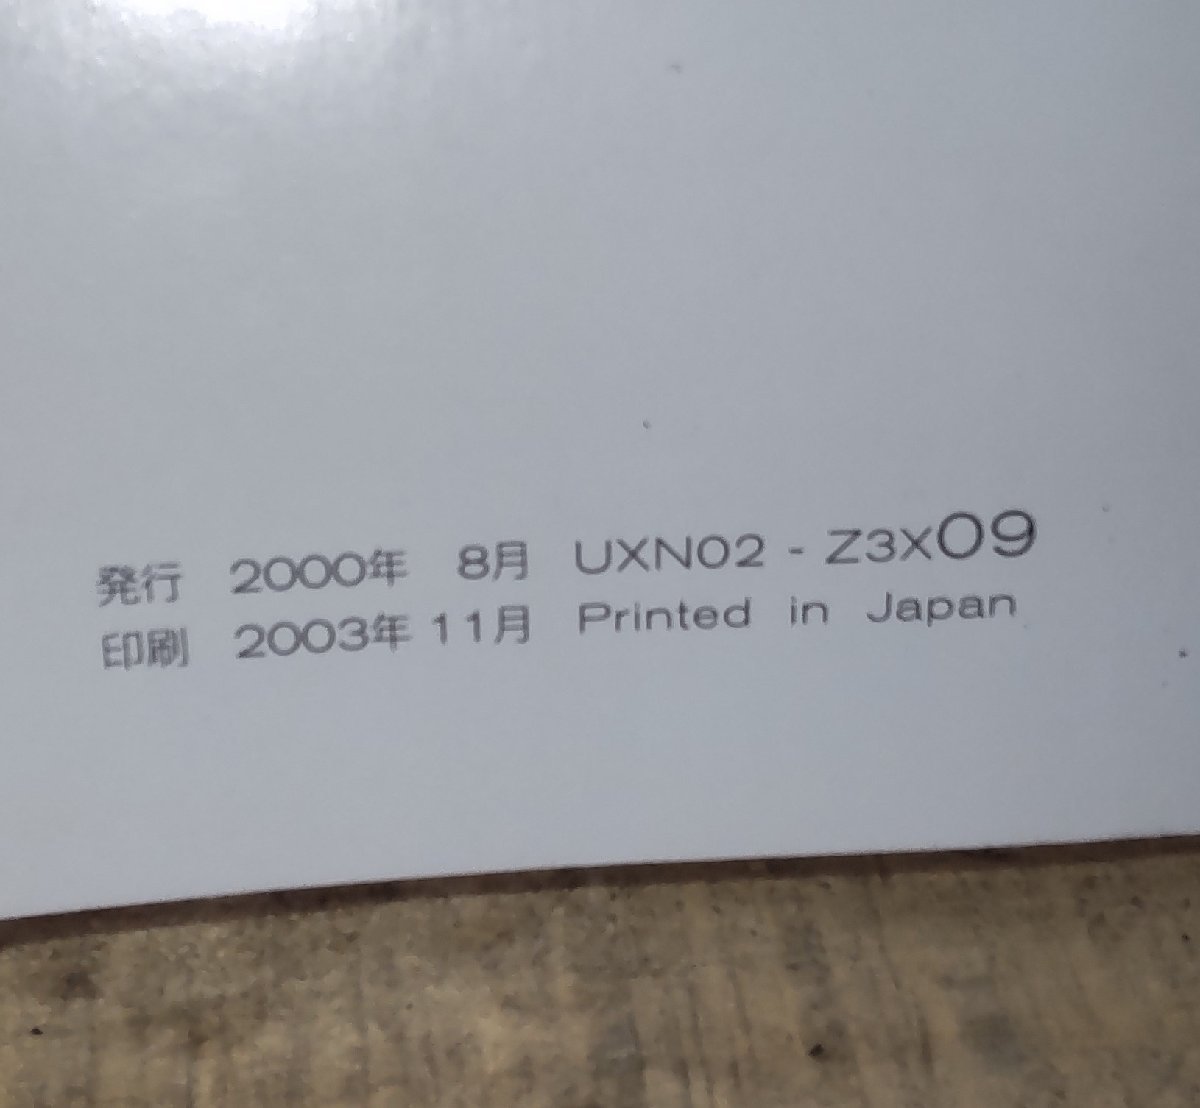 発行 2000年 8月 UXN02 - Z3X09
印刷 2003年 11月 Printed in Japan